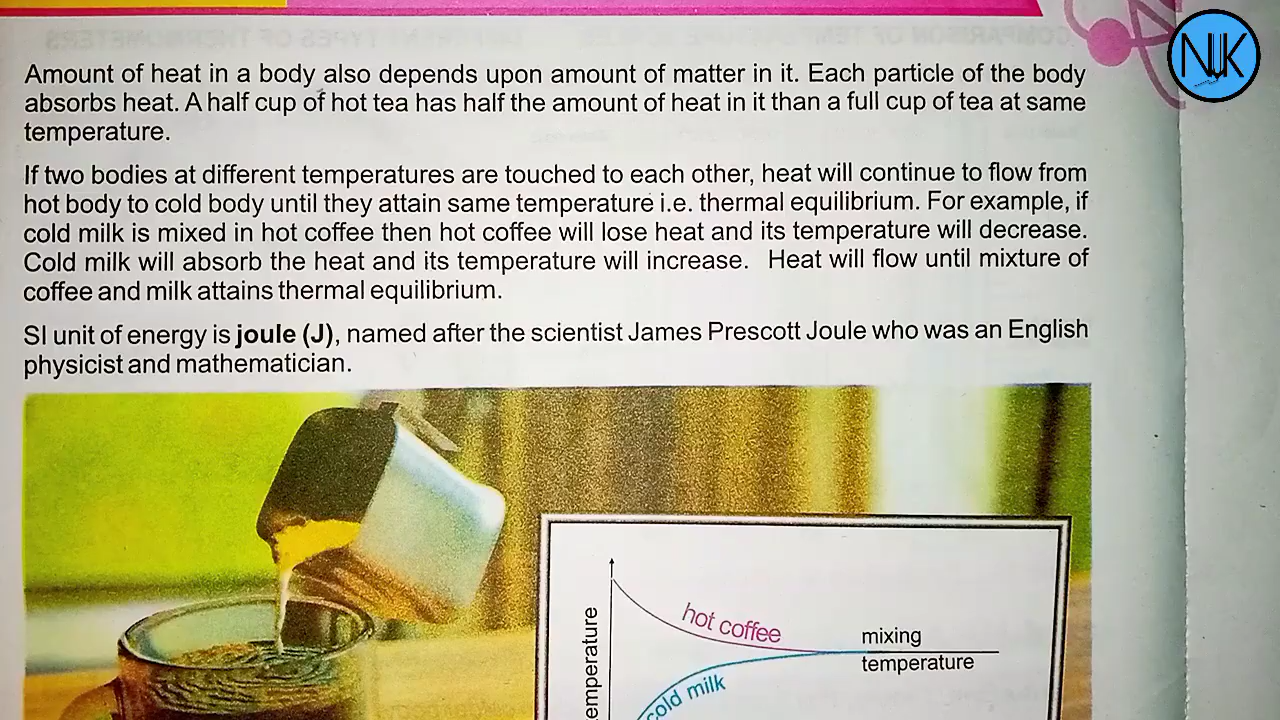 Amount of heat in a body also depends upon amount of matter in it. Each particle of the body
absorbs heat. A half cup of hot tea has half the amount of heat in it than a full cup of tea at same
temperature.
If two bodies at different temperatures are touched to each other, heat will continue to flow from
hot body to cold body until they attain same temperature i.e. thermal equilibrium. For example, if
cold milk is mixed in hot coffee then hot coffee will lose heat and its temperature will decrease.
Cold milk will absorb the heat and its temperature will increase. Heat will flow until mixture of
coffee and milk attains thermal equilibrium.
SI unit of energy is joule (J), named after the scientist James Prescott Joule who was an English
physicist and mathematician.
hot coffee
mixing
temperature
cold milk
emperature
NJK